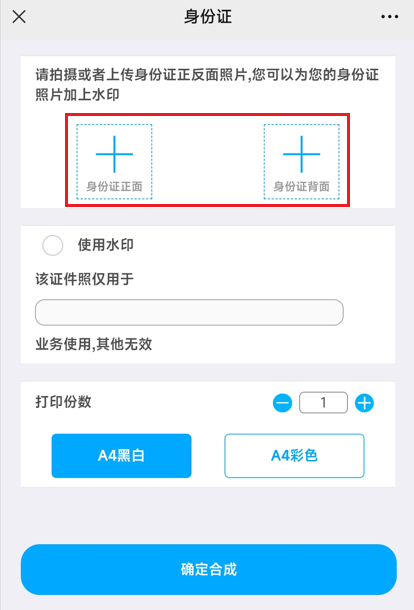 身份证
请拍摄或者上传身份证正反面照片,您可以为您的身份证
照片加上水印
身份证正面 身份证背面
使用水印
该证件照仅用于
业务使用,其他无效
打印份数 1
A4黑白 A4彩色
确定合成